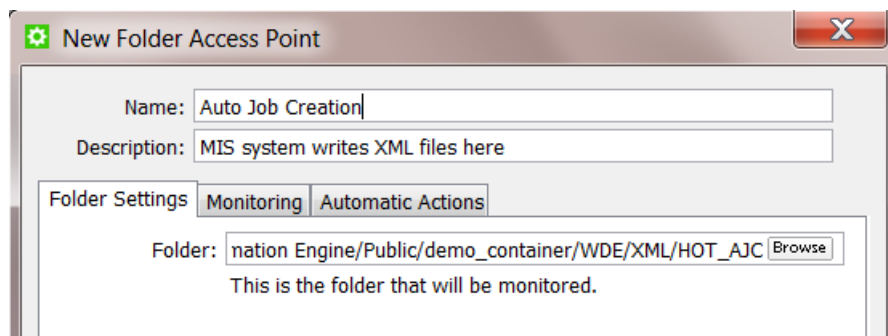 New Folder Access Point
Name: Auto Job Creation
Description: MIS system writes XML files here
Folder Settings Monitoring Automatic Actions
Folder: mation Engine/Public/demo_container/WDE/XML/HOT_AJC Browse
This is the folder that will be monitored.